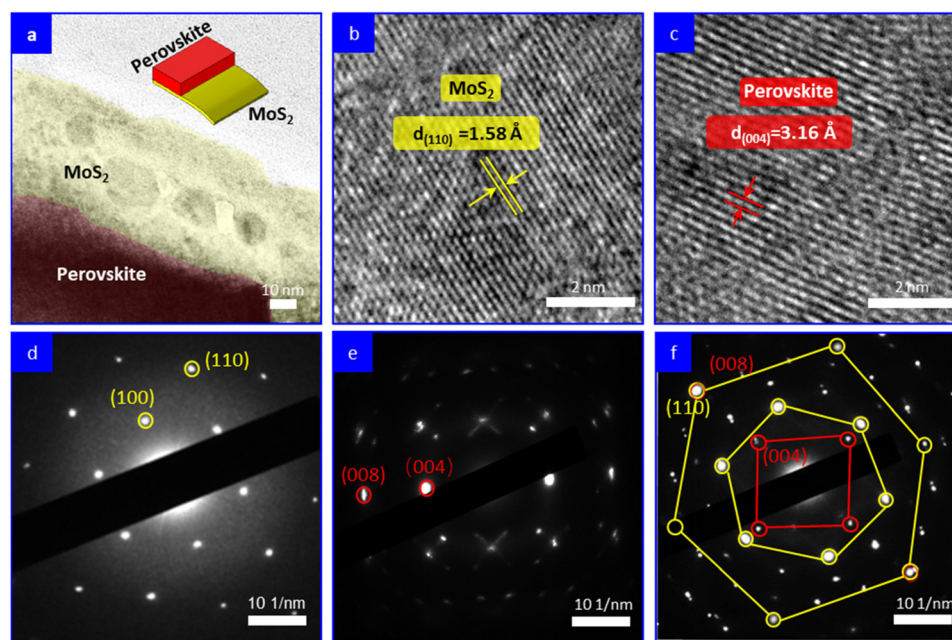 a
Perovskite
MoS₂
MoS₂
Perovskite
10 nm
b
MoS₂
d₍₁₁₀₎ =1.58 Å
2 nm
c
Perovskite
d₍₀₀₄₎=3.16 Å
2 nm
d
(110)
(100)
10 1/nm
e
(008)
(004)
10 1/nm
f
(008)
(110)
(004)
10 1/nm